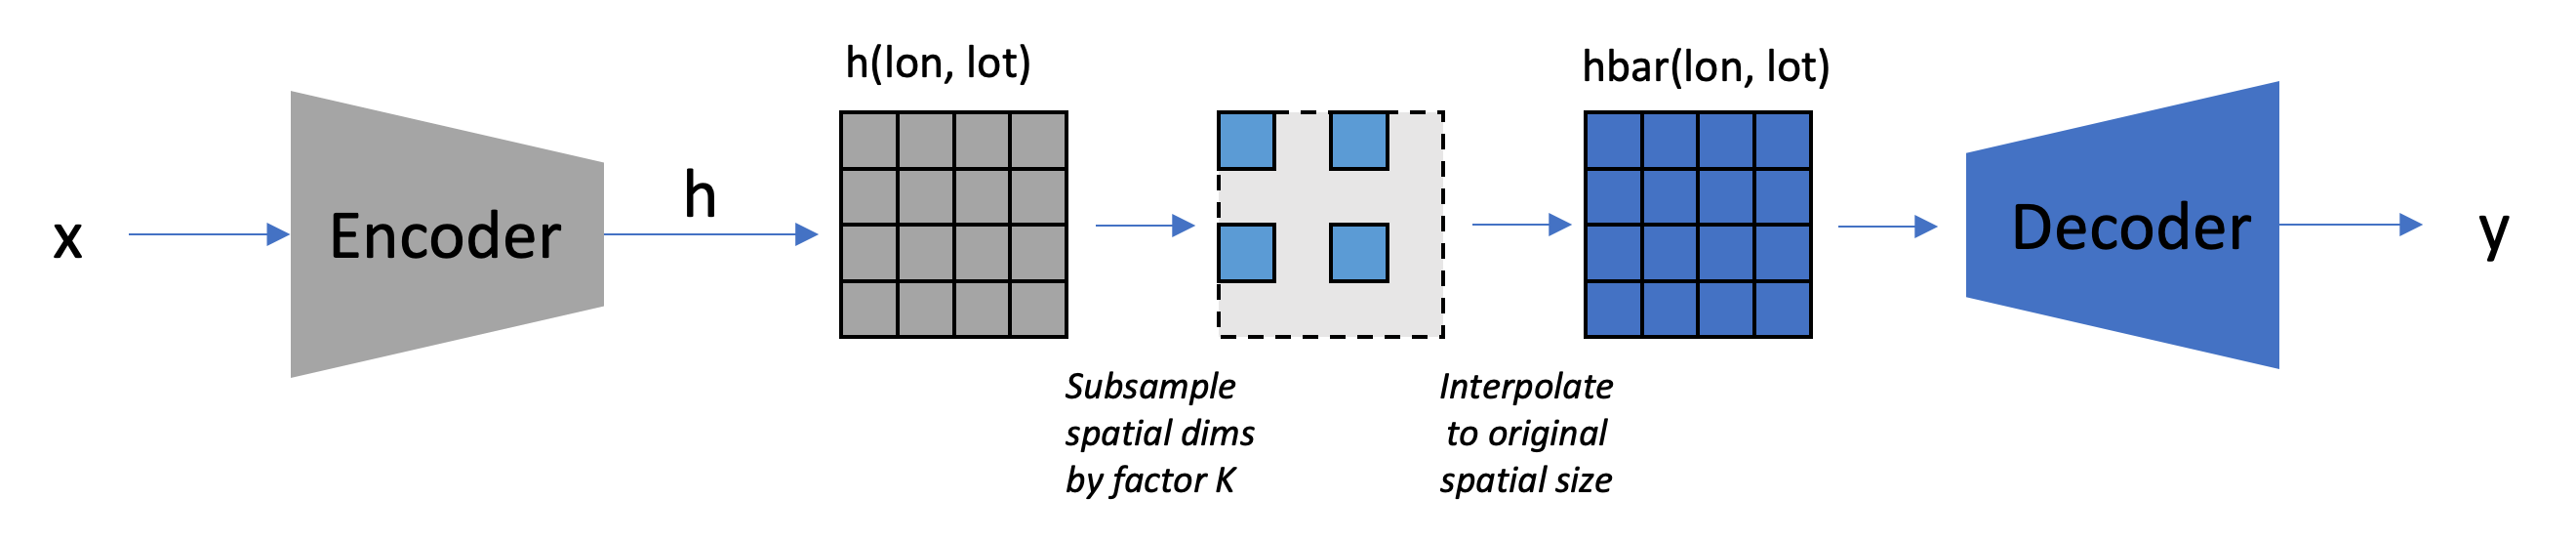 x
Encoder
h
h(lon, lot)
Subsample
spatial dims
by factor K
Interpolate
to original
spatial size
hbar(lon, lot)
Decoder
y